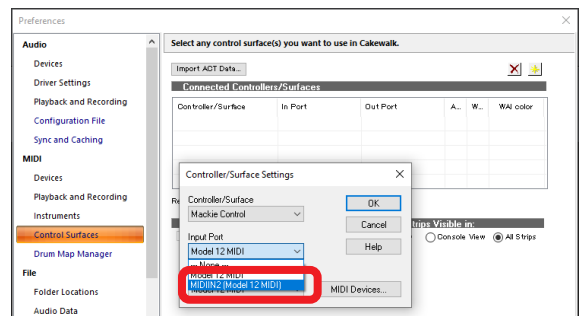 Preferences
Audio
Devices
Driver Settings
Playback and Recording
Configuration File
Sync and Caching
MIDI
Devices
Playback and Recording
Instruments
Control Surfaces
Drum Map Manager
File
Folder Locations
Audio Data
Select any control surface(s) you want to use in Cakewalk.
Import ACT Data...
Connected Controllers/Surfaces
Controller/Surface In Port Out Port A... W... WAI color
Controller/Surface Settings
Controller/Surface
Mackie Control
Input Port
Model 12 MIDI
--- None ---
Model 12 MIDI
MIDIIN2 (Model 12 MIDI)
OK
Cancel
Help
MIDI Devices...
Strips Visible in:
Console View All Strips